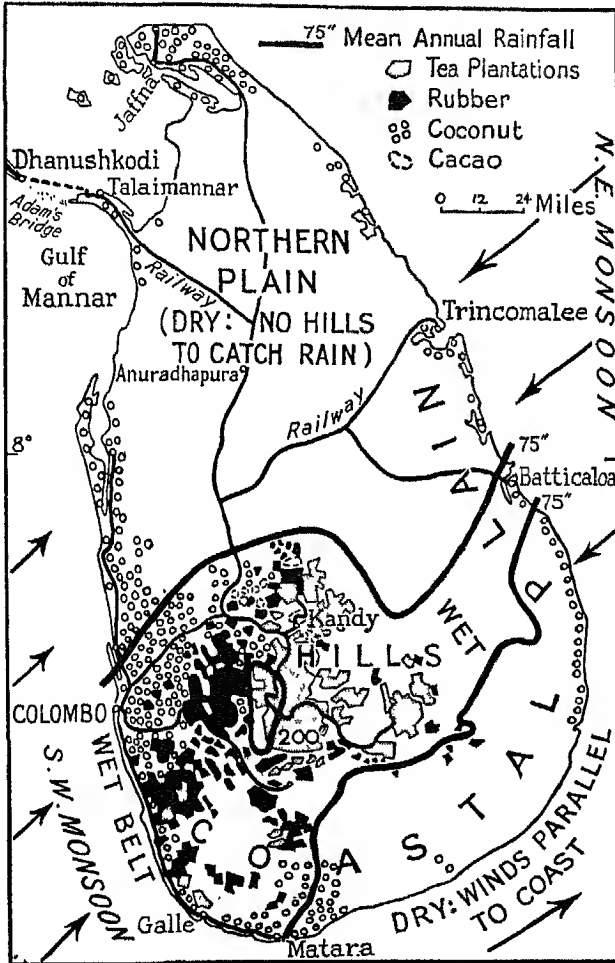 75" Mean Annual Rainfall
Tea Plantations
Rubber
Coconut
Cacao
0 12 24 Miles
Jaffna
Dhanushkodi
Talaimannar
Adam's
Bridge
Gulf
of
Mannar
Railway
NORTHERN
PLAIN
(DRY: NO HILLS
TO CATCH RAIN)
Anuradhapura
Trincomalee
N.E. MONSOON
Railway
8°
75"
Batticaloa
75"
Kandy
HILLS
WET
COLOMBO
200"
WET BELT
S.W. MONSOON
COASTAL PLAIN
Galle
Matara
DRY: WINDS PARALLEL
TO COAST